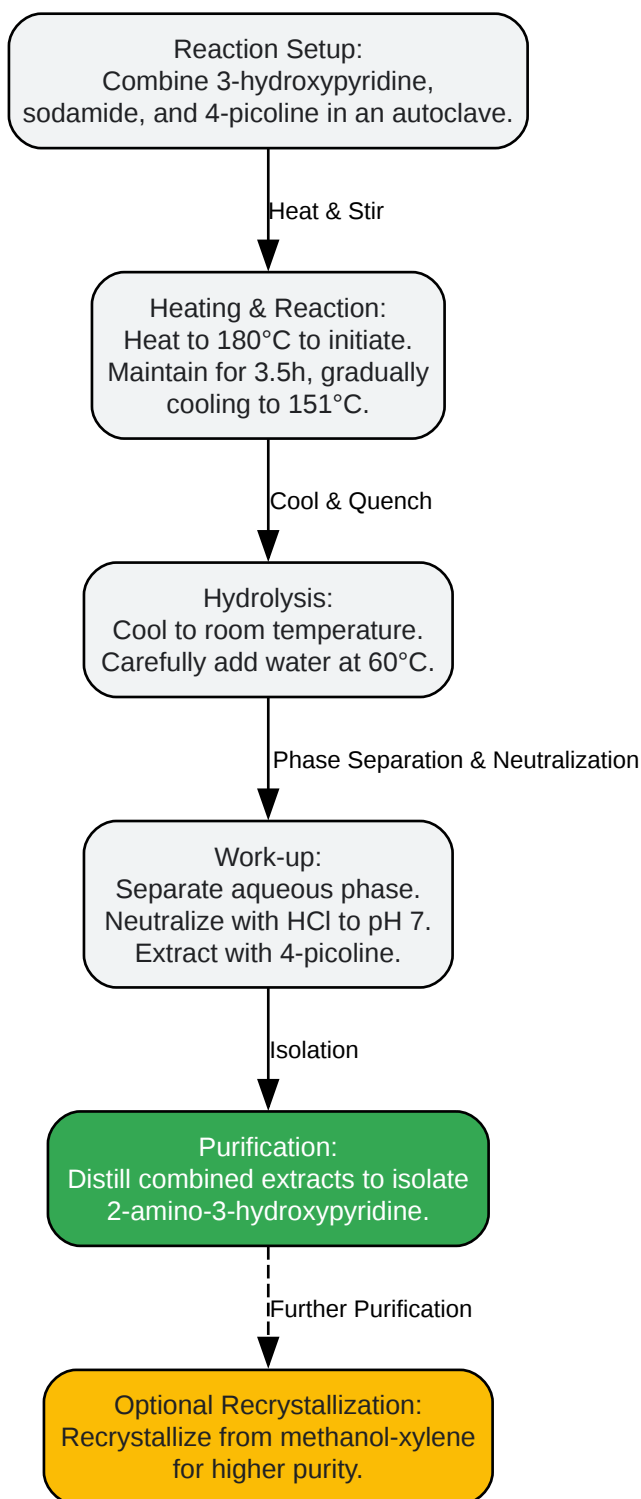 Reaction Setup:
Combine 3-hydroxypyridine,
sodamide, and 4-picoline in an autoclave.
Heat & Stir
Heating & Reaction:
Heat to 180°C to initiate.
Maintain for 3.5h, gradually
cooling to 151°C.
Cool & Quench
Hydrolysis:
Cool to room temperature.
Carefully add water at 60°C.
Phase Separation & Neutralization
Work-up:
Separate aqueous phase.
Neutralize with HCl to pH 7.
Extract with 4-picoline.
Isolation
Purification:
Distill combined extracts to isolate
2-amino-3-hydroxypyridine.
Further Purification
Optional Recrystallization:
Recrystallize from methanol-xylene
for higher purity.